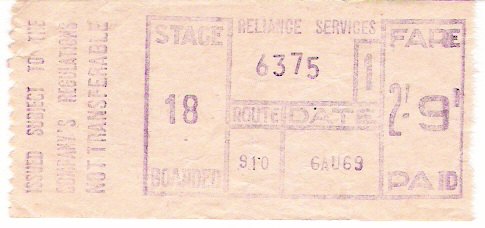 ISSUED SUBJECT TO THE
COMPANY'S REGULATIONS
NOT TRANSFERABLE
STAGE
18
BOARDED
RELIANCE SERVICES
6375
1
ROUTE
910
DATE
6AU69
FARE
2/- 9'
PAID